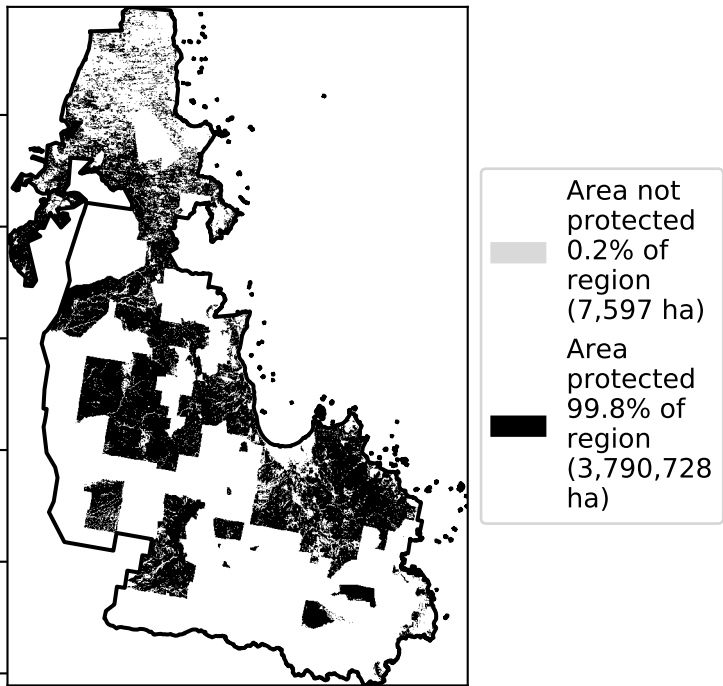 Area not
protected
0.2% of
region
(7,597 ha)
Area
protected
99.8% of
region
(3,790,728
ha)